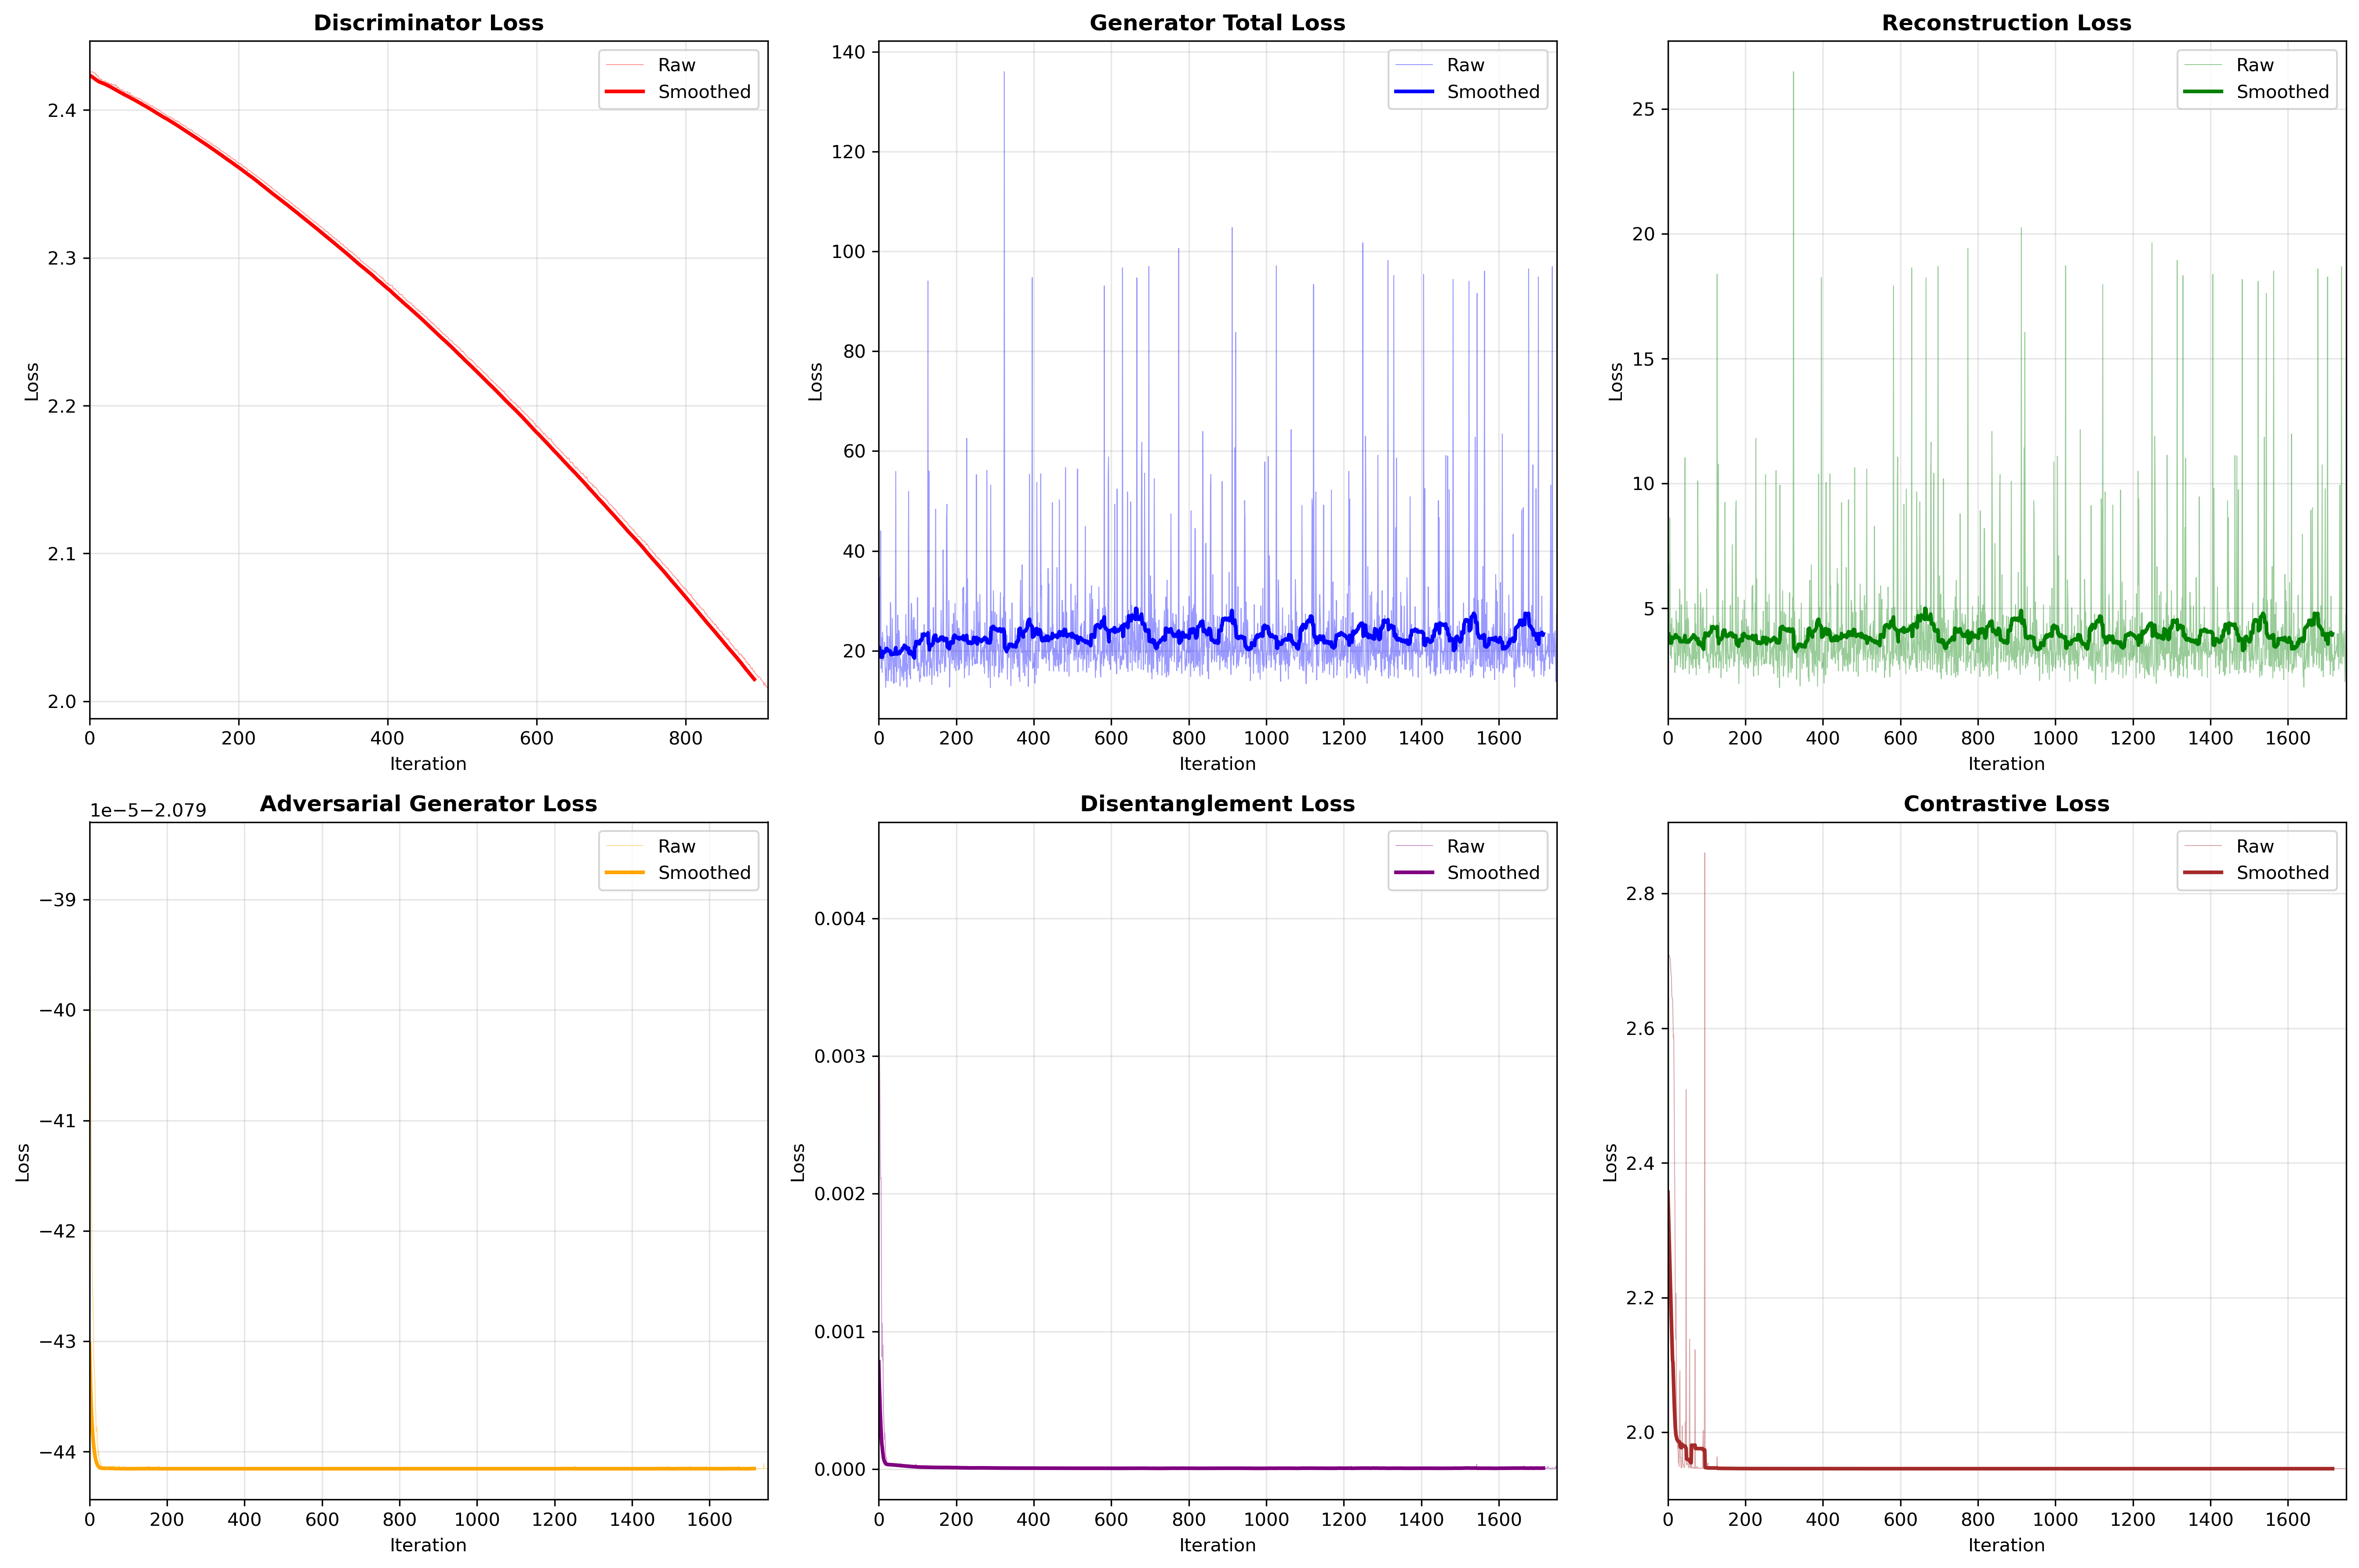 Discriminator Loss
Raw
Smoothed
2.4
2.3
2.2
2.1
2.0
Loss
0 200 400 600 800
Iteration
Generator Total Loss
Raw
Smoothed
140
120
100
80
60
40
20
Loss
0 200 400 600 800 1000 1200 1400 1600
Iteration
Reconstruction Loss
Raw
Smoothed
25
20
15
10
5
Loss
0 200 400 600 800 1000 1200 1400 1600
Iteration
1e−5−2.079
Adversarial Generator Loss
Raw
Smoothed
−39
−40
−41
−42
−43
−44
Loss
0 200 400 600 800 1000 1200 1400 1600
Iteration
Disentanglement Loss
Raw
Smoothed
0.004
0.003
0.002
0.001
0.000
Loss
0 200 400 600 800 1000 1200 1400 1600
Iteration
Contrastive Loss
Raw
Smoothed
2.8
2.6
2.4
2.2
2.0
Loss
0 200 400 600 800 1000 1200 1400 1600
Iteration